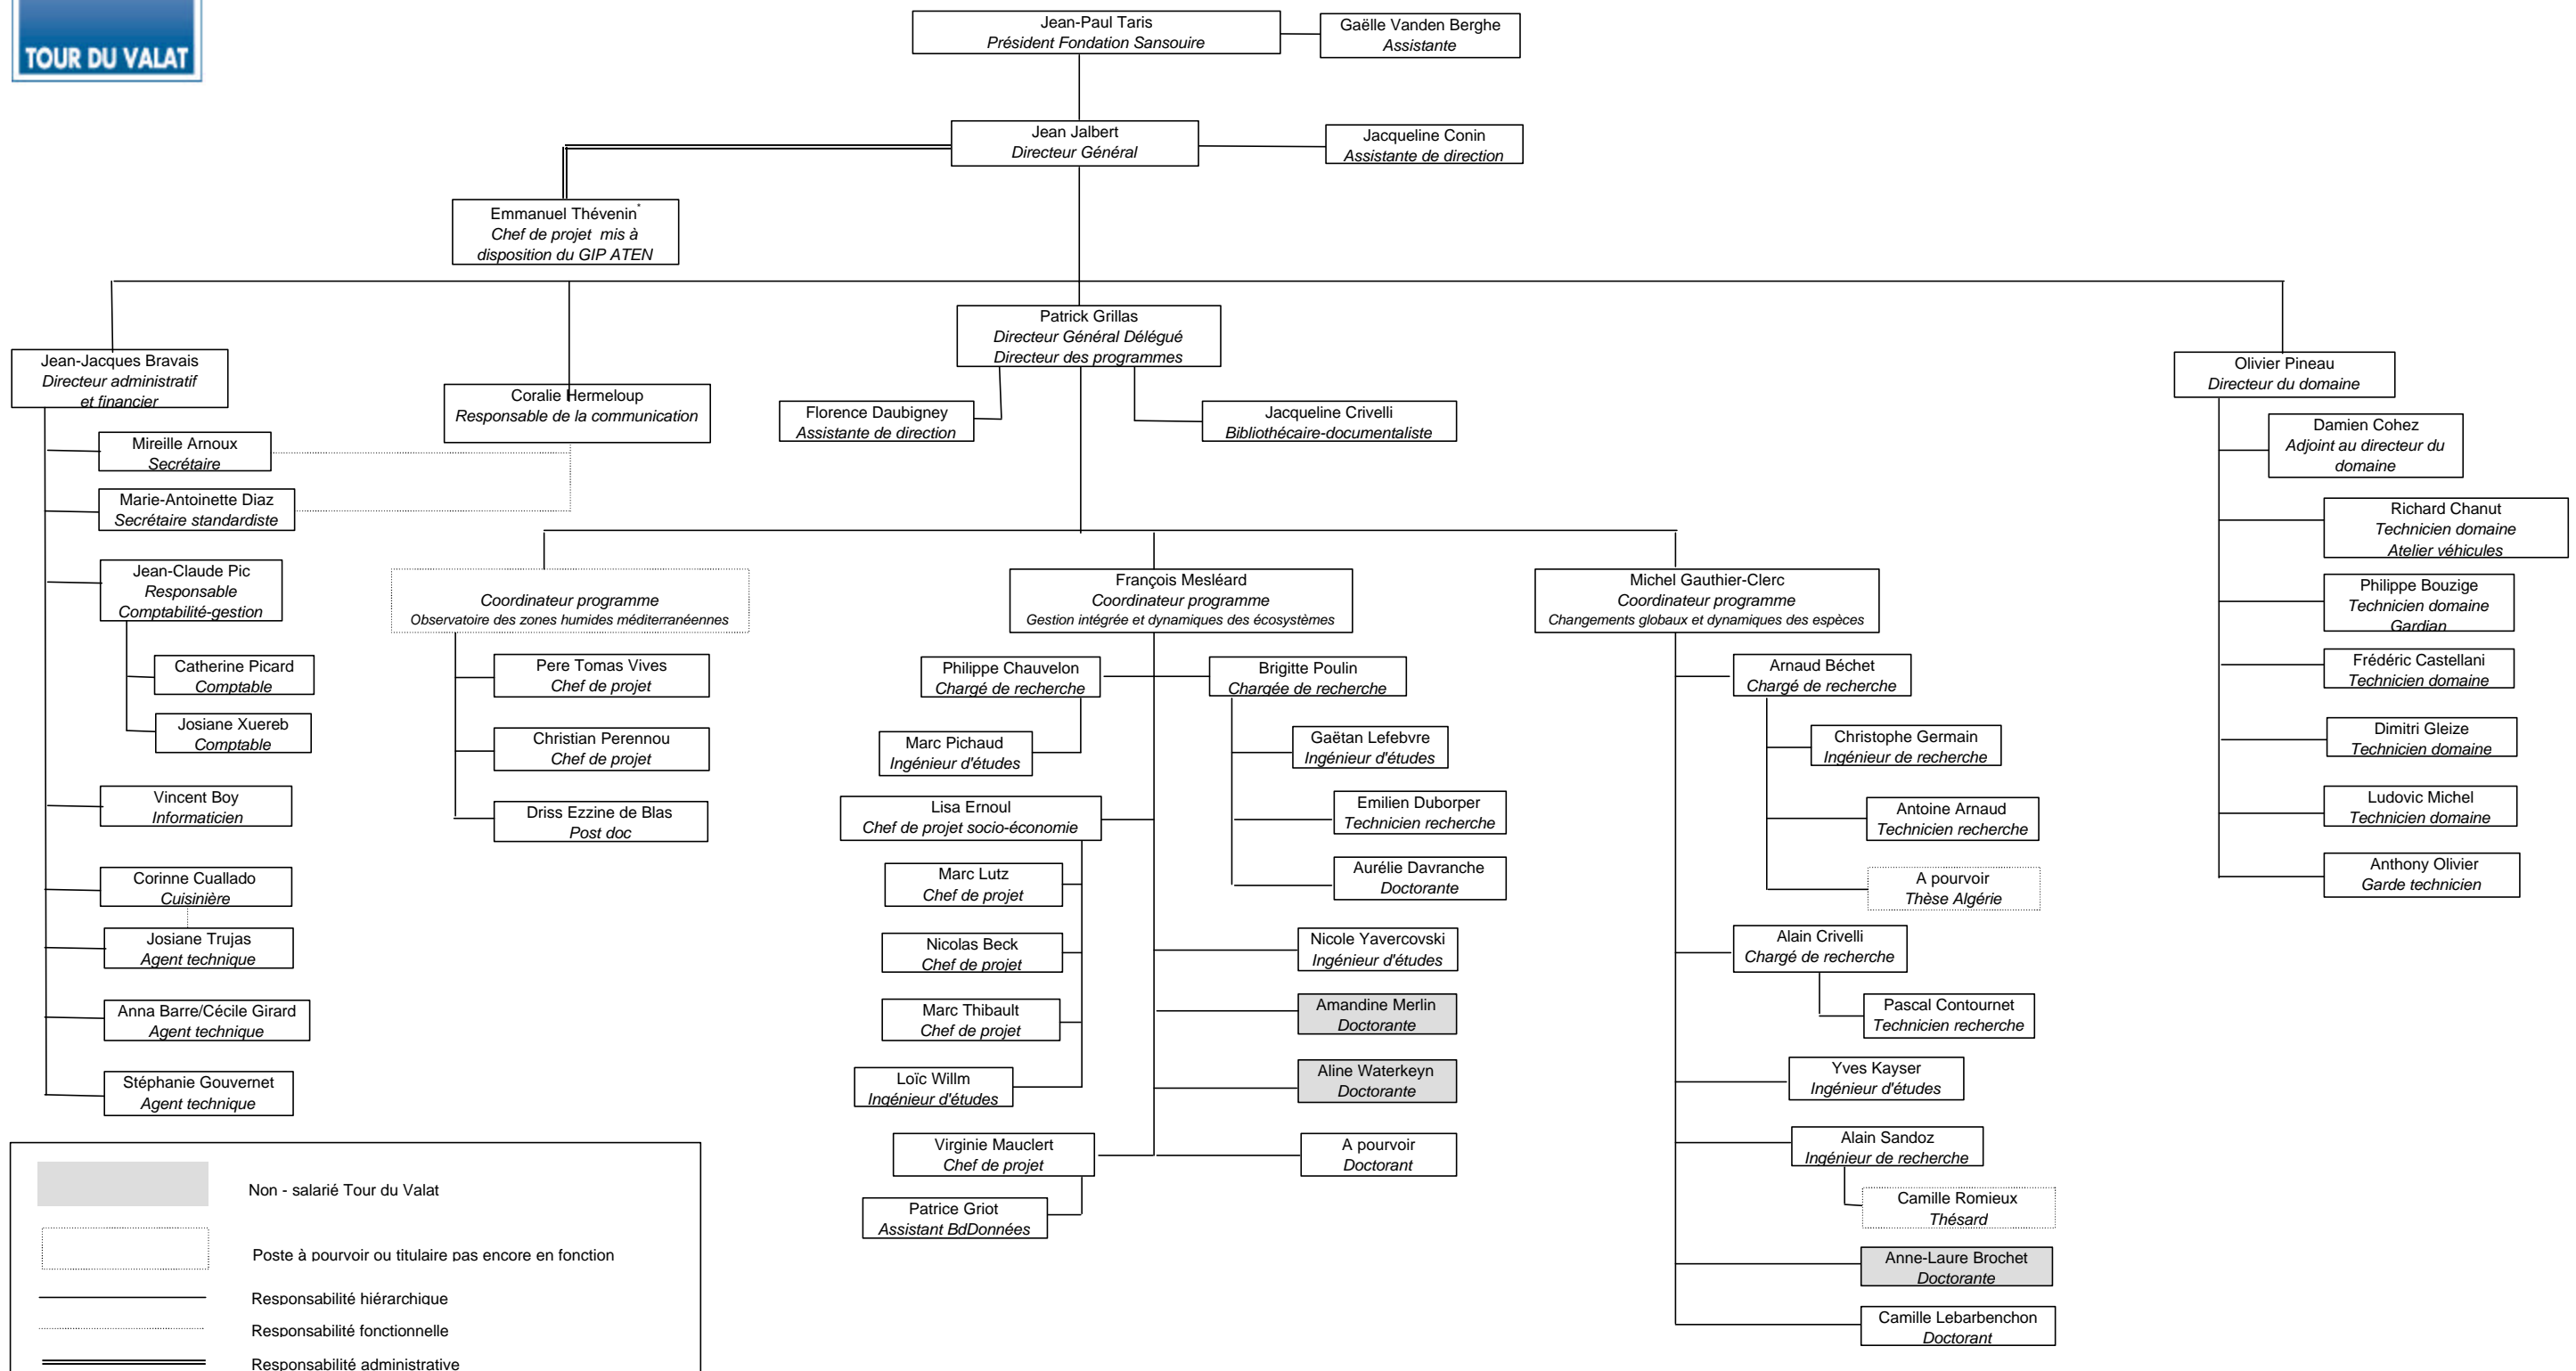 TOUR DU VALAT
Jean-Paul Taris
Président Fondation Sansouire
Gaëlle Vanden Berghe
Assistante
Jean Jalbert
Directeur Général
Jacqueline Conin
Assistante de direction
Emmanuel Thévenin*
Chef de projet mis à
disposition du GIP ATEN
Patrick Grillas
Directeur Général Délégué
Directeur des programmes
Jean-Jacques Bravais
Directeur administratif
et financier
Coralie Hermeloup
Responsable de la communication
Florence Daubigney
Assistante de direction
Jacqueline Crivelli
Bibliothécaire-documentaliste
Olivier Pineau
Directeur du domaine
Mireille Arnoux
Secrétaire
Marie-Antoinette Diaz
Secrétaire standardiste
Jean-Claude Pic
Responsable
Comptabilité-gestion
Catherine Picard
Comptable
Josiane Xuereb
Comptable
Vincent Boy
Informaticien
Corinne Cuallado
Cuisinière
Josiane Trujas
Agent technique
Anna Barre/Cécile Girard
Agent technique
Stéphanie Gouvernet
Agent technique
Coordinateur programme
Observatoire des zones humides méditerranéennes
Pere Tomas Vives
Chef de projet
Christian Perennou
Chef de projet
Driss Ezzine de Blas
Post doc
François Mesléard
Coordinateur programme
Gestion intégrée et dynamiques des écosystèmes
Philippe Chauvelon
Chargé de recherche
Marc Pichaud
Ingénieur d'études
Lisa Ernoul
Chef de projet socio-économie
Marc Lutz
Chef de projet
Nicolas Beck
Chef de projet
Marc Thibault
Chef de projet
Loïc Willm
Ingénieur d'études
Virginie Mauclert
Chef de projet
Patrice Griot
Assistant BdDonnées
Brigitte Poulin
Chargée de recherche
Gaëtan Lefebvre
Ingénieur d'études
Emilien Duborper
Technicien recherche
Aurélie Davranche
Doctorante
Nicole Yavercovski
Ingénieur d'études
Amandine Merlin
Doctorante
Aline Waterkeyn
Doctorante
A pourvoir
Doctorant
Michel Gauthier-Clerc
Coordinateur programme
Changements globaux et dynamiques des espèces
Arnaud Béchet
Chargé de recherche
Christophe Germain
Ingénieur de recherche
Antoine Arnaud
Technicien recherche
A pourvoir
Thèse Algérie
Alain Crivelli
Chargé de recherche
Pascal Contournet
Technicien recherche
Yves Kayser
Ingénieur d'études
Alain Sandoz
Ingénieur de recherche
Camille Romieux
Thésard
Anne-Laure Brochet
Doctorante
Camille Lebarbenchon
Doctorant
Damien Cohez
Adjoint au directeur du
domaine
Richard Chanut
Technicien domaine
Atelier véhicules
Philippe Bouzige
Technicien domaine
Gardian
Frédéric Castellani
Technicien domaine
Dimitri Gleize
Technicien domaine
Ludovic Michel
Technicien domaine
Anthony Olivier
Garde technicien
Non - salarié Tour du Valat
Poste à pourvoir ou titulaire pas encore en fonction
Responsabilité hiérarchique
Responsabilité fonctionnelle
Responsabilité administrative